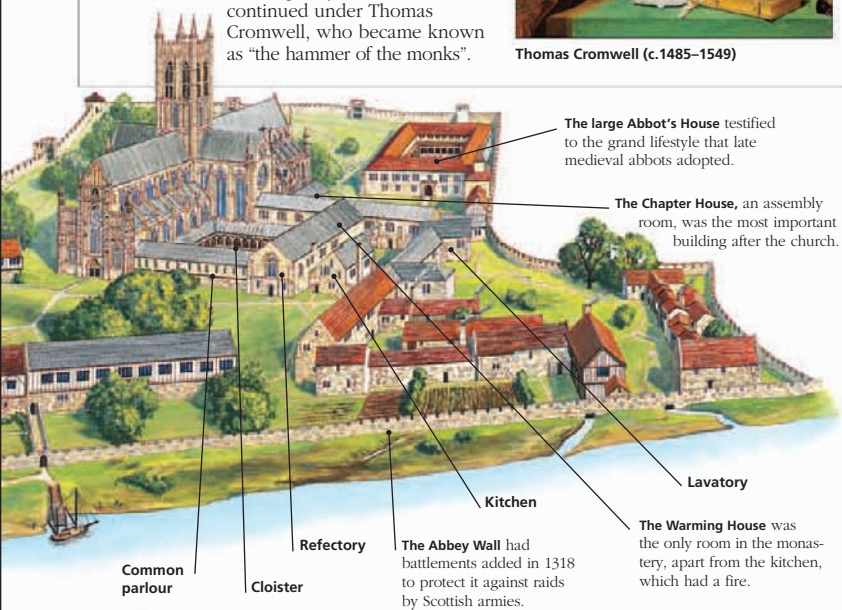 continued under Thomas
Cromwell, who became known
as “the hammer of the monks”.
Thomas Cromwell (c.1485–1549)
The large Abbot's House testified
to the grand lifestyle that late
medieval abbots adopted.
The Chapter House, an assembly
room, was the most important
building after the church.
Lavatory
Kitchen
The Warming House was
the only room in the monas-
tery, apart from the kitchen,
which had a fire.
Refectory
The Abbey Wall had
battlements added in 1318
to protect it against raids
by Scottish armies.
Common
parlour
Cloister